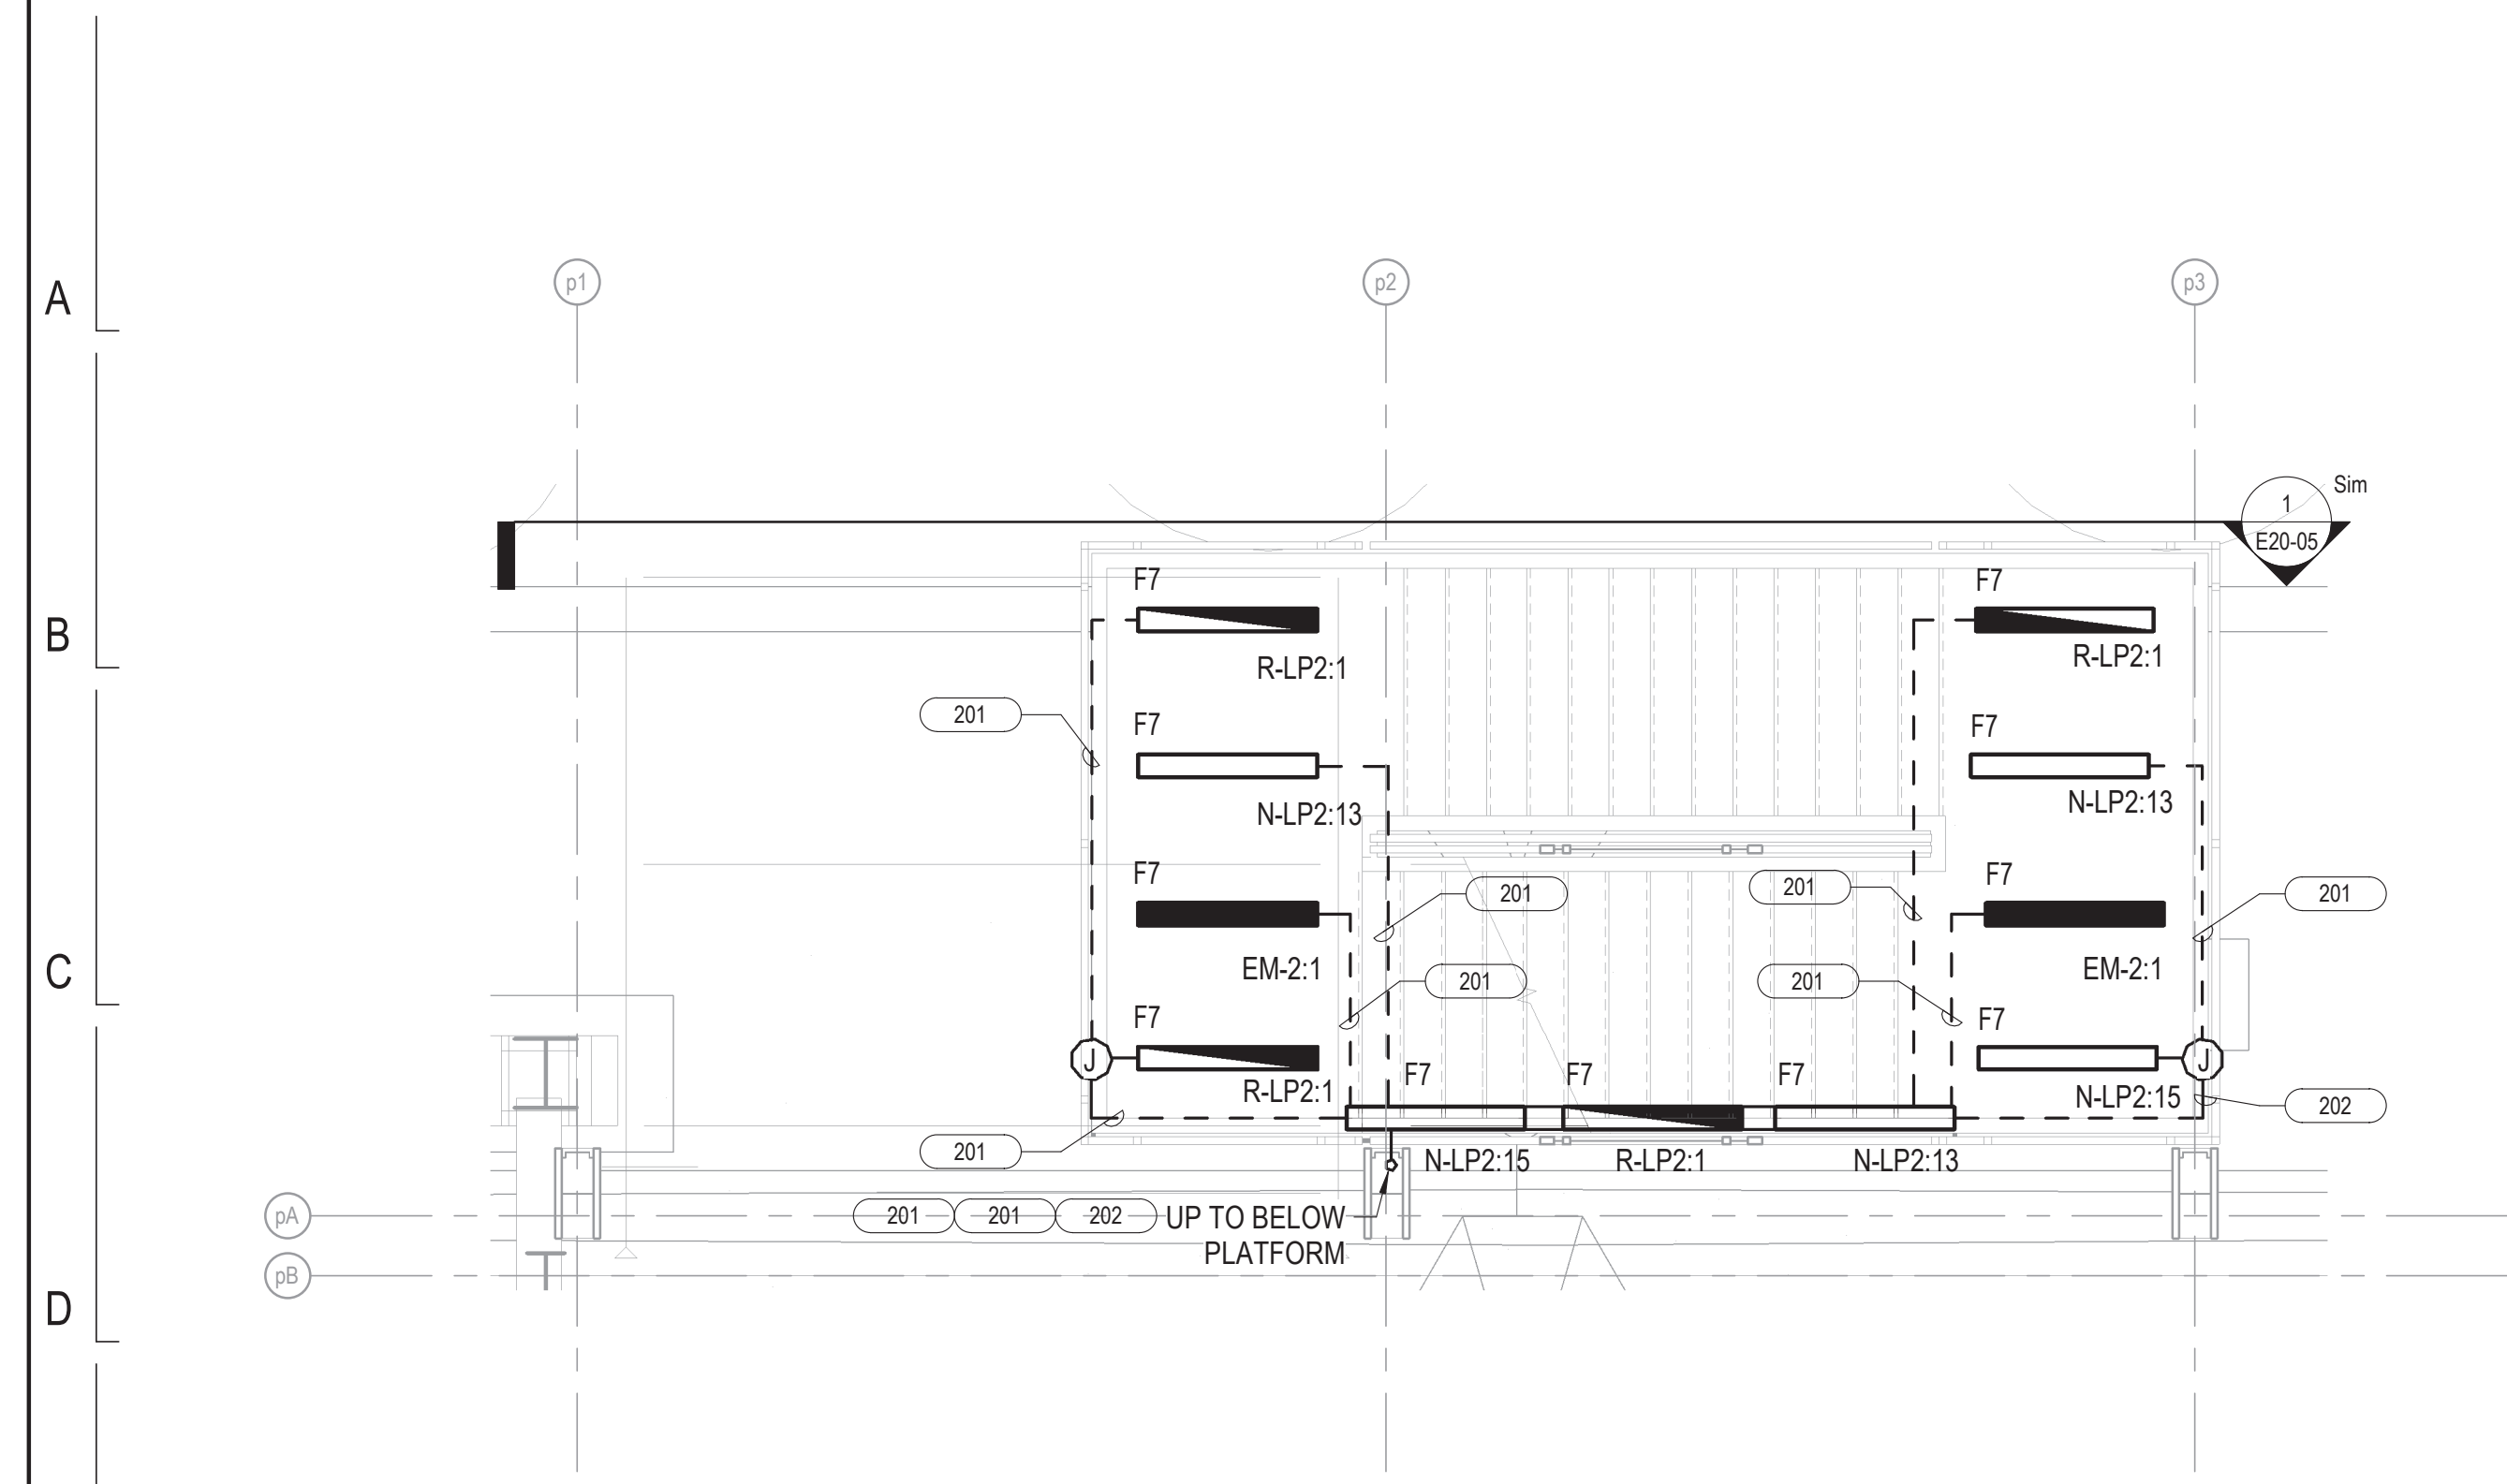 A
p1
p2
p3
Sim
1
E20-05
F7
F7
B
R-LP2:1
R-LP2:1
201
F7
F7
N-LP2:13
N-LP2:13
F7
F7
201
201
201
C
EM-2:1
EM-2:1
201
201
F7
F7
J
J
F7
F7
F7
R-LP2:1
N-LP2:15
202
201
N-LP2:15
R-LP2:1
N-LP2:13
pA
201
201
202
UP TO BELOW
PLATFORM
pB
D